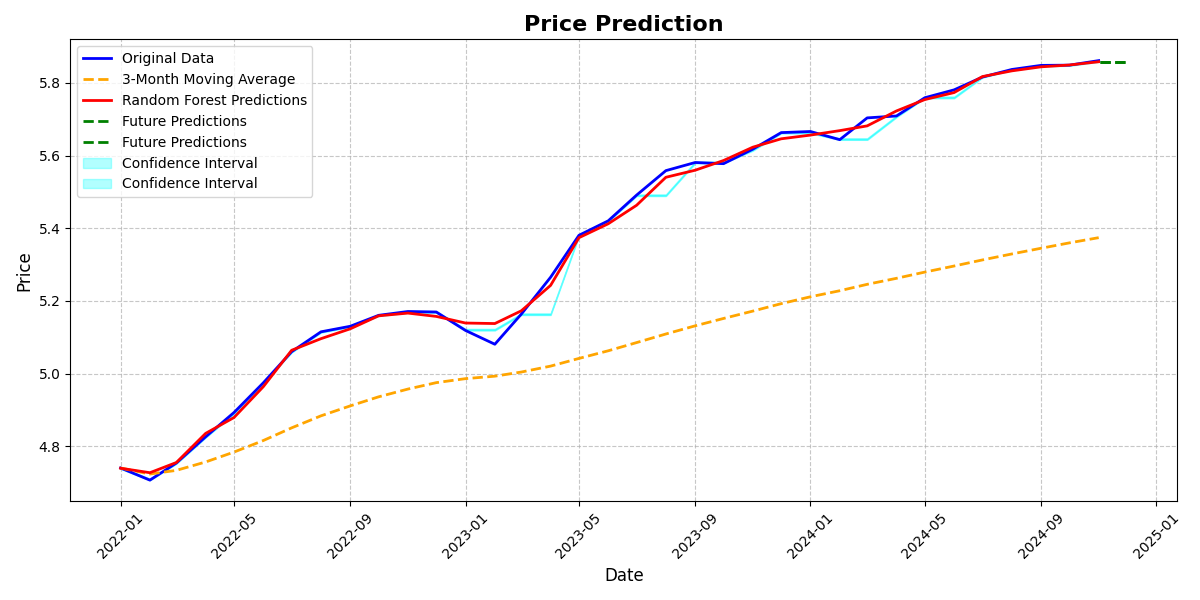 Price Prediction
Original Data
3-Month Moving Average
Random Forest Predictions
Future Predictions
Future Predictions
Confidence Interval
Confidence Interval
Price
5.8
5.6
5.4
5.2
5.0
4.8
2022-01
2022-05
2022-09
2023-01
2023-05
2023-09
2024-01
2024-05
2024-09
2025-01
Date